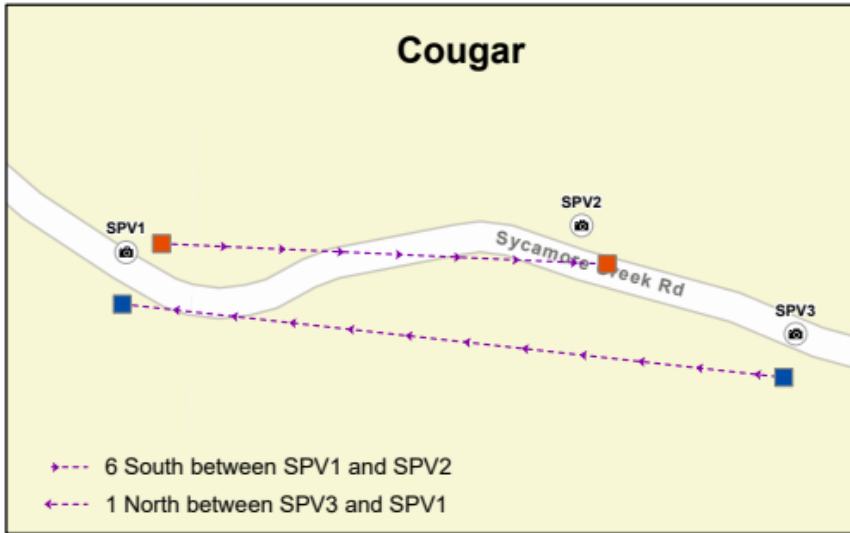 Cougar
SPV2
SPV1
Sycamore Creek Rd
SPV3
6 South between SPV1 and SPV2
1 North between SPV3 and SPV1